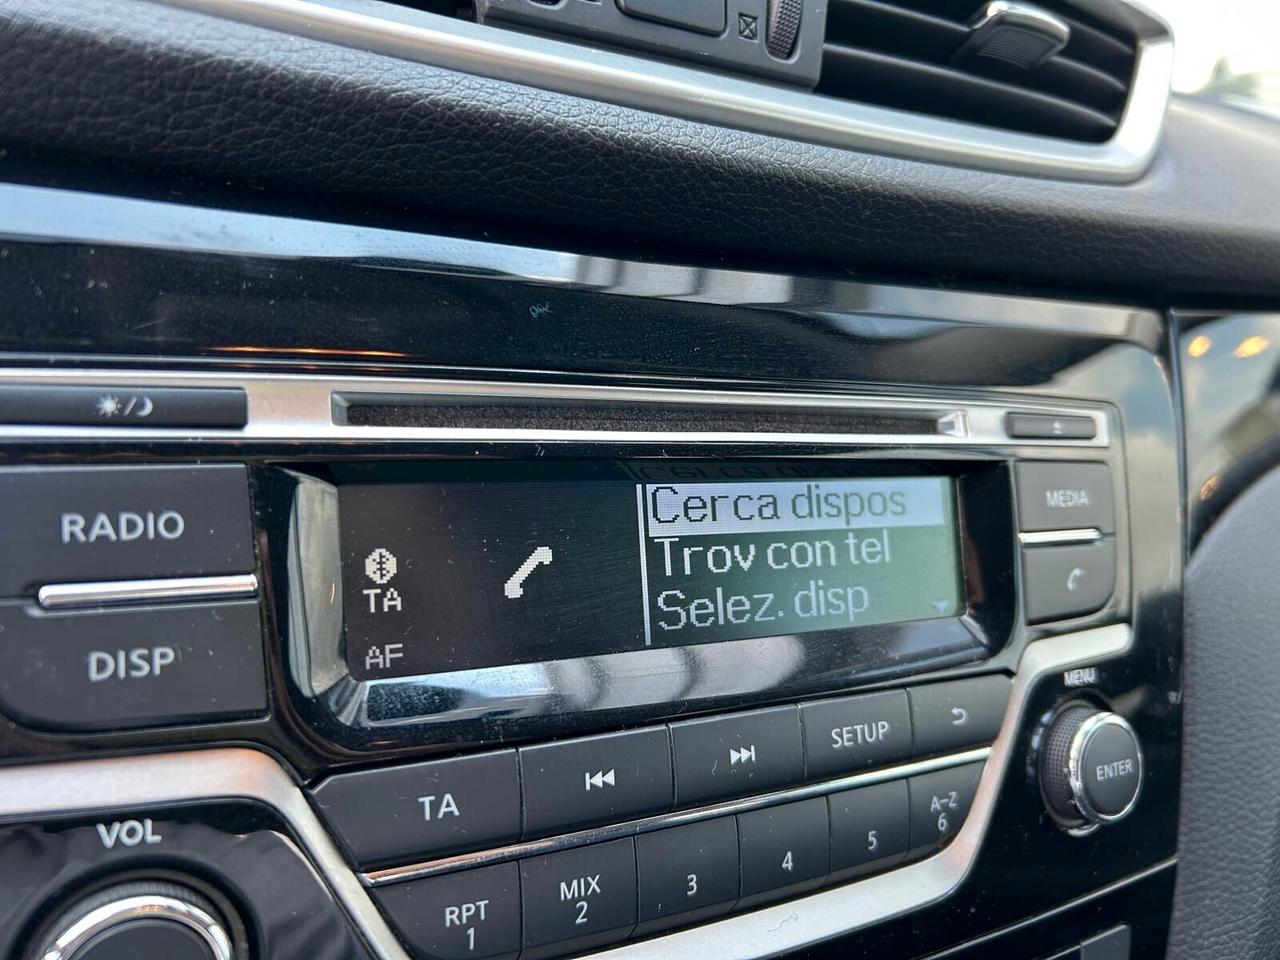 RADIO
DISP
Cerca dispos
Trov con tel
Selez. disp
TA
AF
MEDIA
MENU
ENTER
TA
SETUP
VOL
RPT
1
MIX
2
3
4
5
A-Z
6